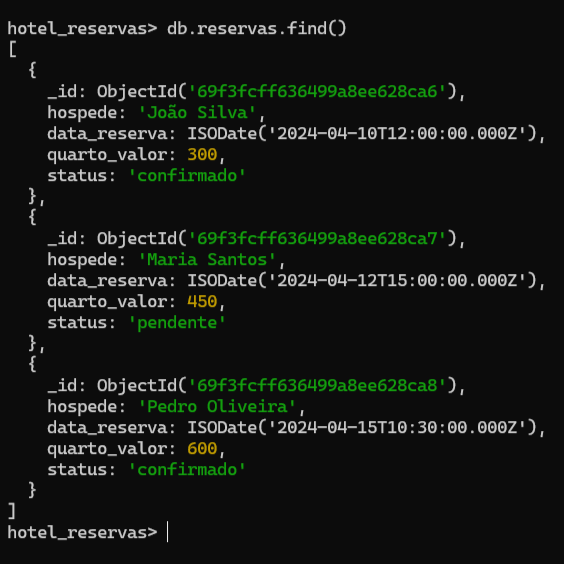 hotel_reservas> db.reservas.find()
[
  {
    _id: ObjectId('69f3fcff636499a8ee628ca6'),
    hospede: 'João Silva',
    data_reserva: ISODate('2024-04-10T12:00:00.000Z'),
    quarto_valor: 300,
    status: 'confirmado'
  },
  {
    _id: ObjectId('69f3fcff636499a8ee628ca7'),
    hospede: 'Maria Santos',
    data_reserva: ISODate('2024-04-12T15:00:00.000Z'),
    quarto_valor: 450,
    status: 'pendente'
  },
  {
    _id: ObjectId('69f3fcff636499a8ee628ca8'),
    hospede: 'Pedro Oliveira',
    data_reserva: ISODate('2024-04-15T10:30:00.000Z'),
    quarto_valor: 600,
    status: 'confirmado'
  }
]
hotel_reservas>